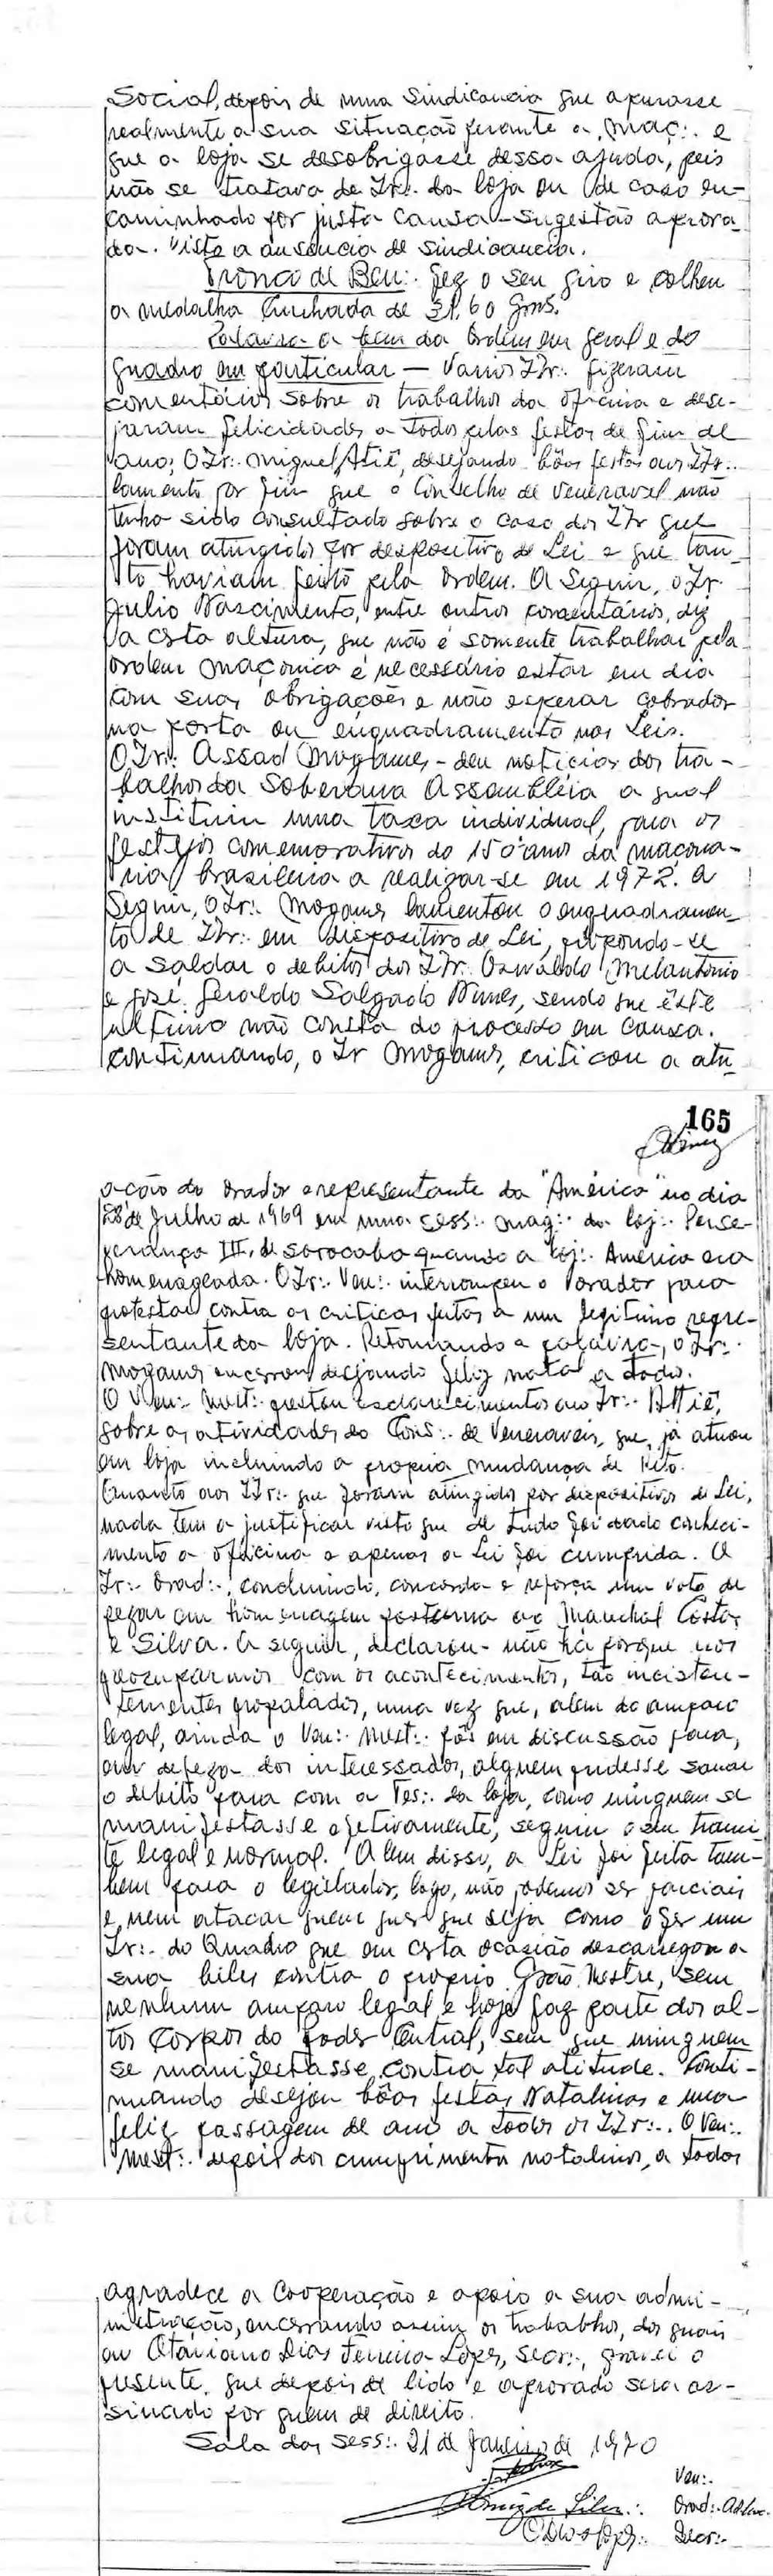 Social, depois de uma Sindicancia que apurasse
realmente a sua situação perante a Maç∴ e
que a loja se desobrigasse dessa ajuda, pois
não se tratava de Ir∴ da loja ou de caso en-
caminhado por justa causa - Sugestão aprova-
da. Visto a ausencia de sindicancia.
Tronco de Ben∴ fez o seu giro e colheu
a medalha cunhada de 31,60 gms.
Palavra a bem da Ordem em geral e do
quadro em particular — Varios IIr∴ fizeram
comentários sobre os trabalhos da oficina e dese-
jaram felicidades a todos pelas festas de fim de
ano; O Ir∴ Miguel Atiê, desejando bôas festas aos IIr∴
lamenta por fim que o Conselho de Veneravel não
tenha sido consultado sobre o caso dos IIr que
foram atingidos por despositivo de Lei e que tan-
to haviam feito pela Ordem. A Seguir, o Ir.
Julio Nascimento, entre outros comentários, diz
a esta altura, que não é somente trabalhar pela
ordem maçonica é necessário estar em dia
com suas obrigações e não esperar cobrador
na porta ou enquadramento nas Leis.
O Ir∴ Assad Mogames - deu noticias dos tra-
balhos da Soberana Assembléia a qual
instituiu uma taxa individual, para os
festejos comemorativos do 150º anos da maçona-
ria brasileira a realizar-se em 1972. A
Seguir, o Ir∴ Mogames lamentou o enquadramen-
to de IIr∴ em dispositivo de Lei, propondo-se
a saldar o debitos dos IIr. Oswaldo Melantonio
e José Geraldo Salgado Nunes, sendo que êste
ultimo não consta do processo em causa.
continuando, o Ir Mogames, criticou a atu-
165
ação do Orador e representante da "América" no dia
28 de Julho de 1969 em uma sess∴ mag∴ da loj∴ Perse-
verança III, de Sorocaba quando a loj∴ América era
homenageada. O Ir∴ Ven∴ interrompeu o orador para
protestar contra as criticas feitas a um legitimo repre-
sentante da loja. Retomando a palavra, o Ir∴
Mogames encerrou desejando feliz natal a todos.
O Ven∴ Mest∴ prestou esclarecimentos ao Ir∴ Attiê,
sobre as atividades do Cons∴ de Veneraveis, que, já atuou
em loja incluindo a propria mudança de Rito.
Quanto aos IIr∴ que foram atingidos por dispositivos de Lei,
nada tem a justificar visto que de tudo foi dado conheci-
mento a oficina e apenas a Lei foi cumprida. O
Ir∴ Orad∴, concluindo, concorda e reforça um voto de
pezar em homenagem postuma ao Marechal Costa
e Silva. A seguir, declarou - não ha porque nos
preocuparmos com os acontecimentos, tão insisten-
temente propalados, uma vez que, alem do amparo
legal, ainda o Ven∴ Mest∴ pôs em discussão para,
em defeza dos interessados, alguem pudesse sanar
o debito para com a Tes∴ da loja, como ninguem se
manifestasse efetivamente, seguiu o seu trami-
te legal e normal. Alem disso, a Lei foi feita tam-
bem para o legislador, logo, não podemos ser parciais
e nem atacar quem quer que seja como o fez um
Ir∴ do Quadro que em certa ocasião descarregou a
sua bilis contra o proprio Grão Mestre, sem
nenhum amparo legal e hoje faz parte dos al-
tos corpos do poder Central, sem que ninguem
se manifestasse contra tal atitude. Conti-
nuando desejou bôas festas Natalinas e uma
feliz passagem de ano a todos os IIr∴. O Ven∴
Mest∴ depois dos cumprimentos natalinos, a todos
agradece a Cooperação e apoio a sua admi-
nistração, encerrando assim os trabalhos, dos quais
eu Otaviano Dias Ferreira Lopes, Secr∴, gravei o
presente, que depois de lido e aprovado sera as-
sinado por quem de direito.
Sala das Sess∴ 21 de Janeiro de 1970
Ven∴
Orad∴ Adhoc.
Secr∴